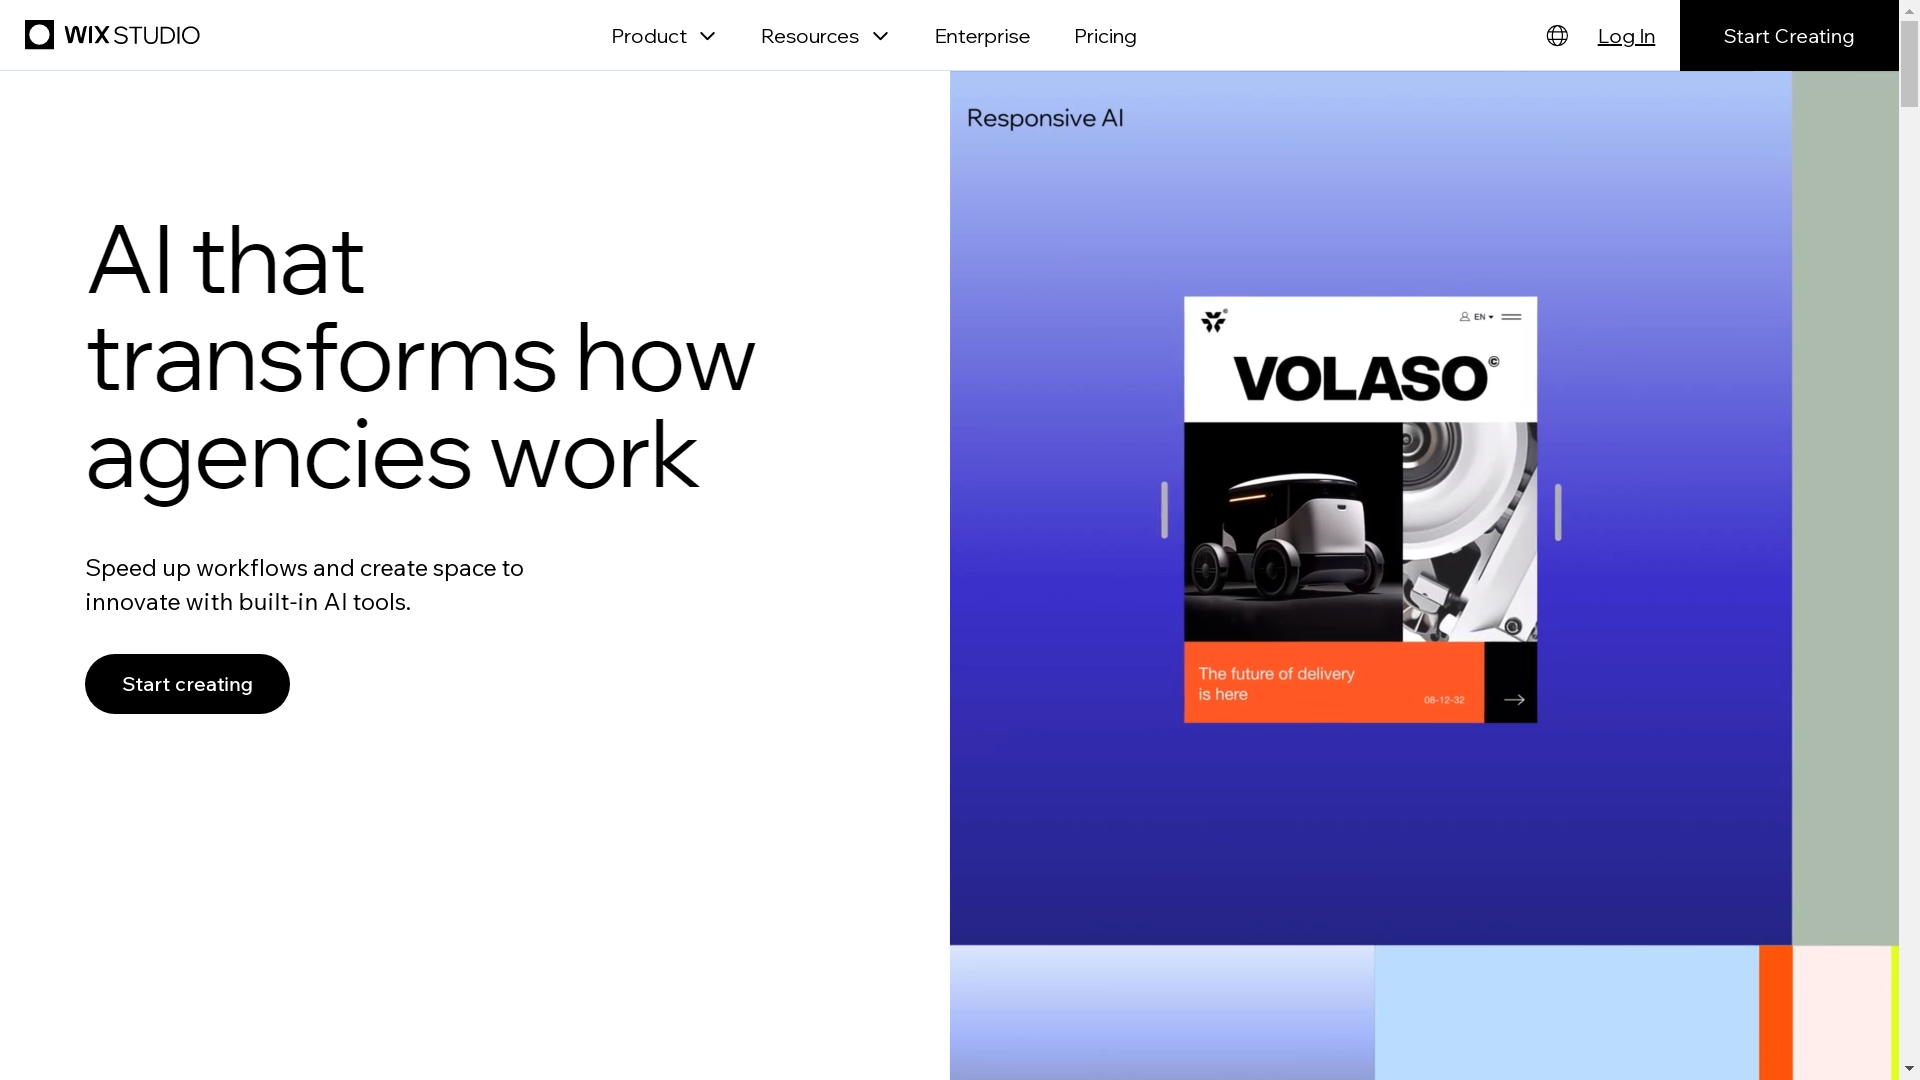 WIX STUDIO
Product
Resources
Enterprise
Pricing
Log In
Start Creating
AI that
transforms how
agencies work
Speed up workflows and create space to
innovate with built-in AI tools.
Start creating
Responsive AI
EN
VOLASO©
The future of delivery
is here
08-12-32